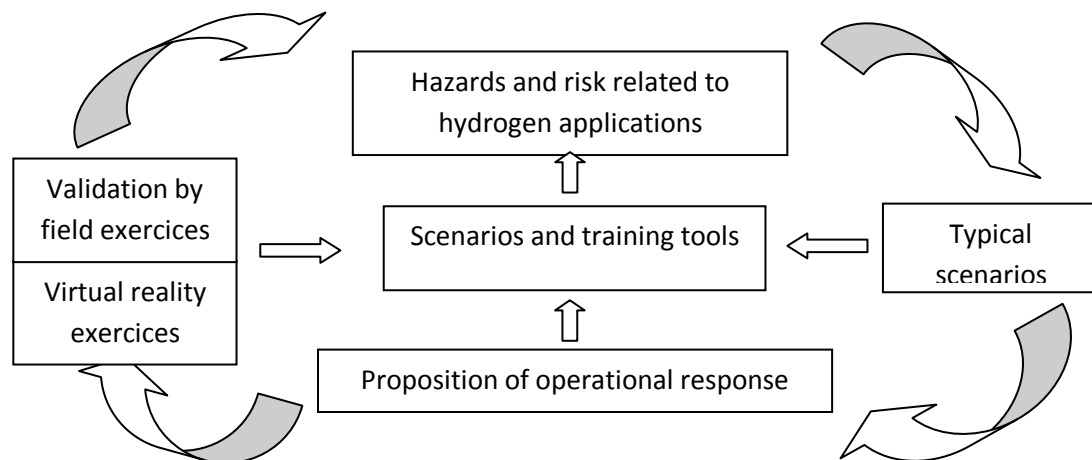 Hazards and risk related to
hydrogen applications
Validation by
field exercices
Virtual reality
exercices
Scenarios and training tools
Typical
scenarios
Proposition of operational response